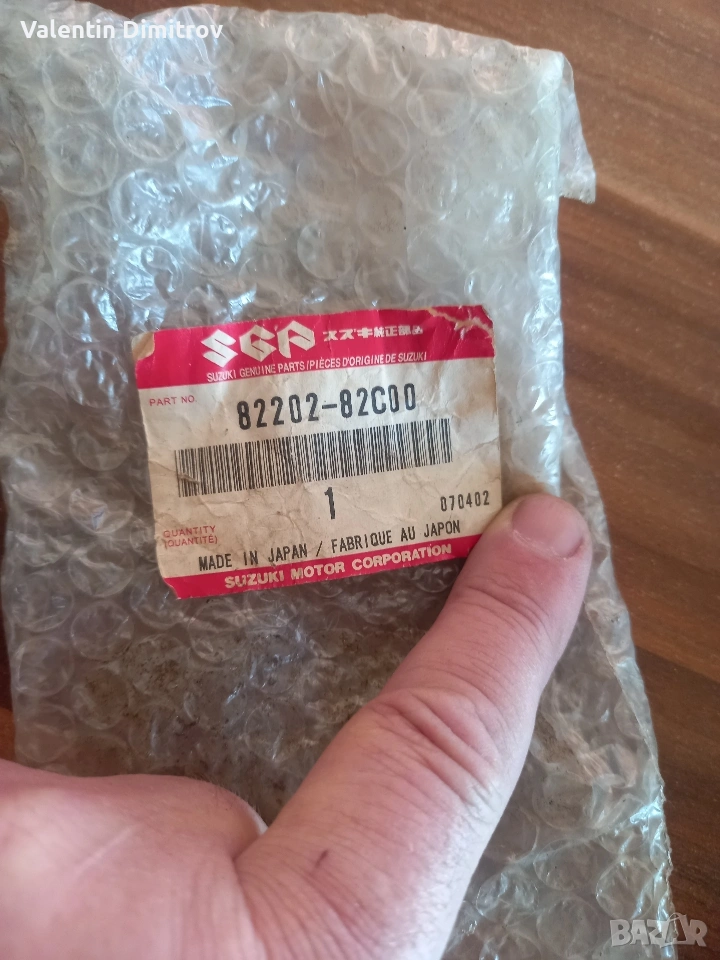 Valentin Dimitrov
SGP スズキ純正部品
SUZUKI GENUINE PARTS/PIÈCES D'ORIGINE DE SUZUKI
PART NO.
82202-82C00
1
070402
QUANTITY
(QUANTITÉ)
MADE IN JAPAN / FABRIQUE AU JAPON
SUZUKI MOTOR CORPORATION
BAZAR